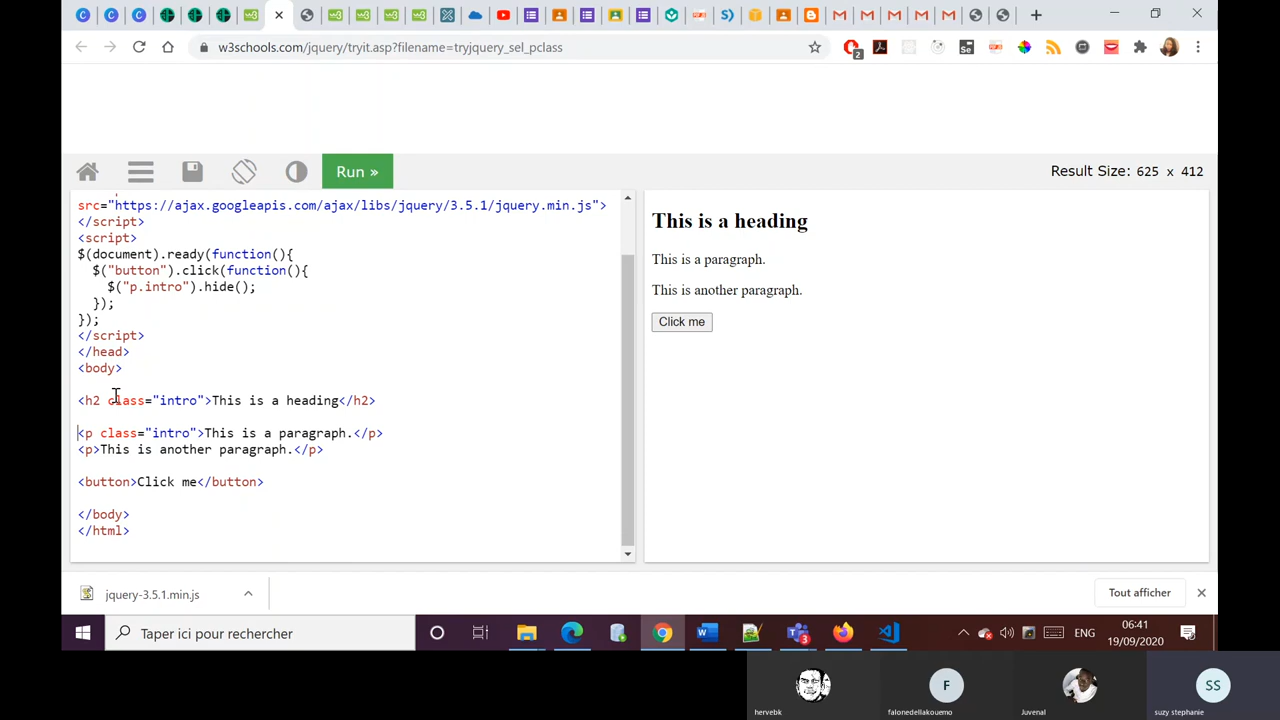 w3schools.com/jquery/tryit.asp?filename=tryjquery_sel_pclass
2
Run »
Result Size: 625 x 412
src="https://ajax.googleapis.com/ajax/libs/jquery/3.5.1/jquery.min.js">
</script>
<script>
$(document).ready(function(){
  $("button").click(function(){
    $("p.intro").hide();
  });
});
</script>
</head>
<body>
<h2 class="intro">This is a heading</h2>
<p class="intro">This is a paragraph.</p>
<p>This is another paragraph.</p>
<button>Click me</button>
</body>
</html>
This is a heading
This is a paragraph.
This is another paragraph.
Click me
jquery-3.5.1.min.js
Tout afficher
Taper ici pour rechercher
3
ENG
06:41
19/09/2020
F
SS
hervebk
falonedellakouemo
Juvenal
suzy stephanie